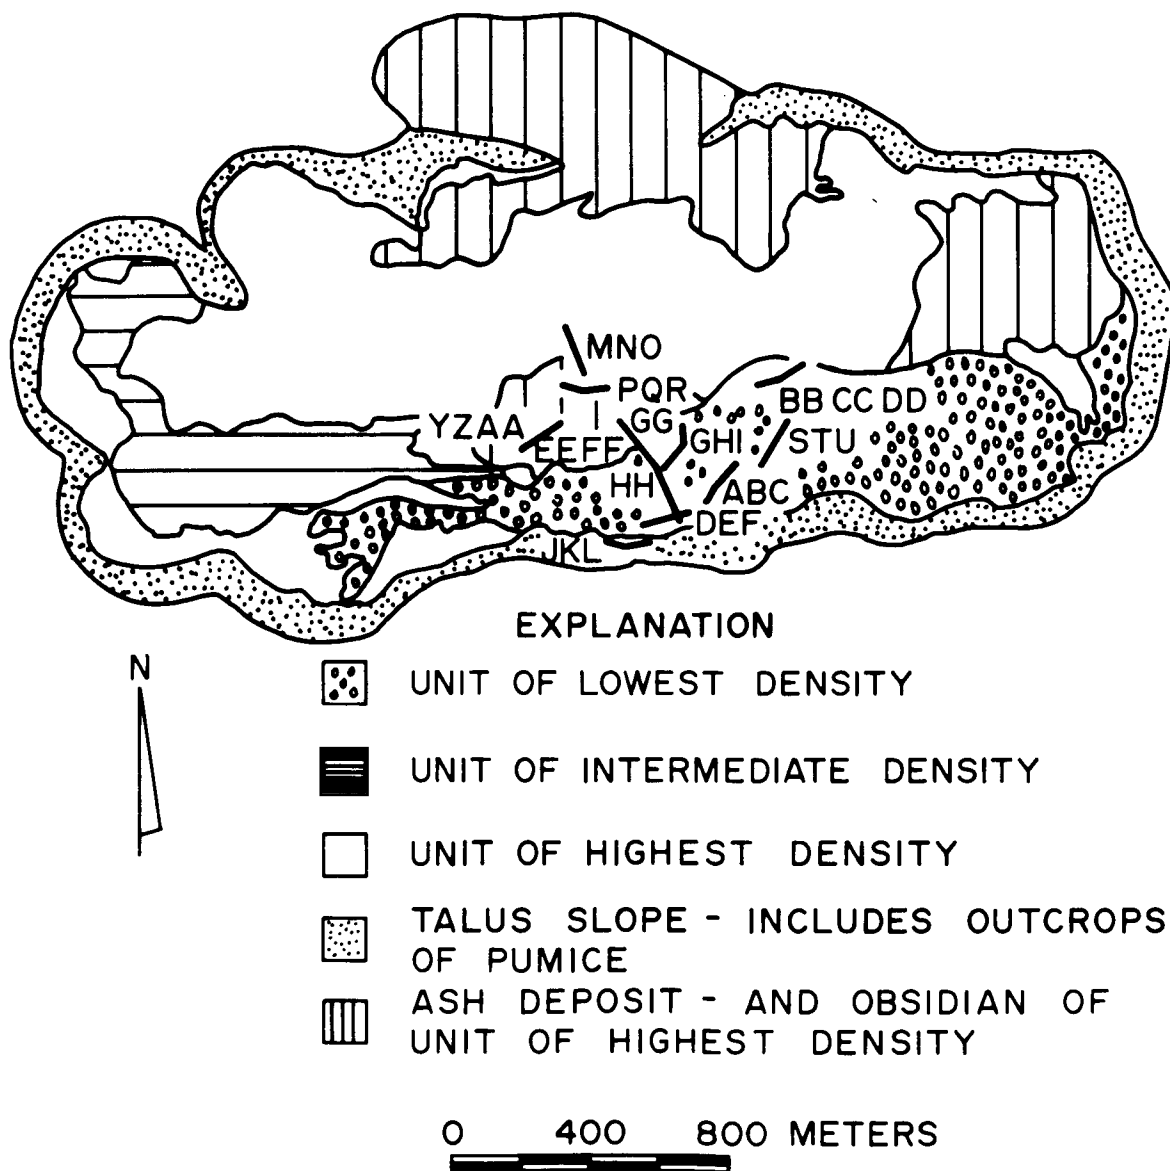 MNO
PQR
GG
BB CC DD
YZAA
EEFF
GHI
STU
HH
ABC
DEF
JKL
EXPLANATION
N
UNIT OF LOWEST DENSITY
UNIT OF INTERMEDIATE DENSITY
UNIT OF HIGHEST DENSITY
TALUS SLOPE - INCLUDES OUTCROPS
OF PUMICE
ASH DEPOSIT - AND OBSIDIAN OF
UNIT OF HIGHEST DENSITY
0 400 800 METERS